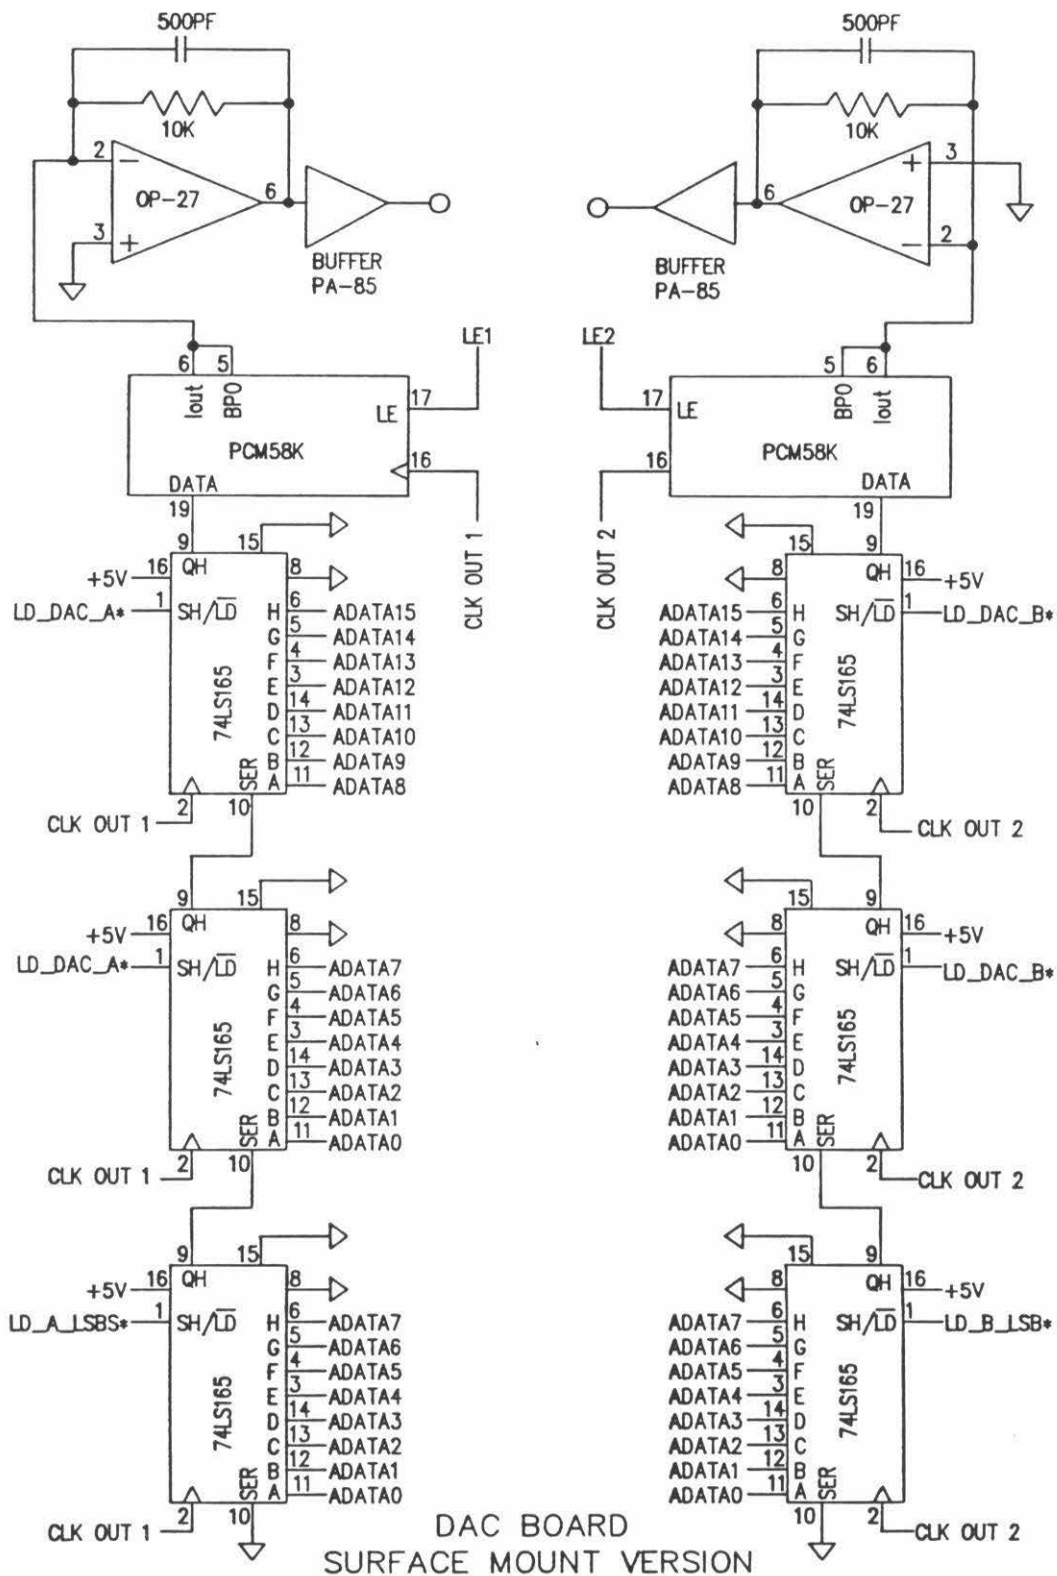 500PF
10K
2
−
OP-27
6
3
+
BUFFER
PA-85
500PF
10K
+
3
6
OP-27
−
2
BUFFER
PA-85
LE1
LE2
6
5
Iout
BPO
17
LE
PCM58K
16
DATA
19
CLK OUT 1
5
6
BPO
Iout
17
LE
PCM58K
16
DATA
19
CLK OUT 2
9
15
+5V
16
QH
8
LD_DAC_A*
1
SH/LD
H 6 ADATA15
G 5 ADATA14
F 4 ADATA13
E 3 ADATA12
D 14 ADATA11
C 13 ADATA10
B 12 ADATA9
A 11 ADATA8
74LS165
SER
2
10
CLK OUT 1
15
9
8
QH
16
+5V
SH/LD
1
LD_DAC_B*
ADATA15 6 H
ADATA14 5 G
ADATA13 4 F
ADATA12 3 E
ADATA11 14 D
ADATA10 13 C
ADATA9 12 B
ADATA8 11 A
74LS165
SER
10
2
CLK OUT 2
9
15
+5V
16
QH
8
LD_DAC_A*
1
SH/LD
H 6 ADATA7
G 5 ADATA6
F 4 ADATA5
E 3 ADATA4
D 14 ADATA3
C 13 ADATA2
B 12 ADATA1
A 11 ADATA0
74LS165
SER
2
10
CLK OUT 1
15
9
8
QH
16
+5V
SH/LD
1
LD_DAC_B*
ADATA7 6 H
ADATA6 5 G
ADATA5 4 F
ADATA4 3 E
ADATA3 14 D
ADATA2 13 C
ADATA1 12 B
ADATA0 11 A
74LS165
SER
10
2
CLK OUT 2
9
15
+5V
16
QH
8
LD_A_LSBS*
1
SH/LD
H 6 ADATA7
G 5 ADATA6
F 4 ADATA5
E 3 ADATA4
D 14 ADATA3
C 13 ADATA2
B 12 ADATA1
A 11 ADATA0
74LS165
SER
2
10
CLK OUT 1
15
9
8
QH
16
+5V
SH/LD
1
LD_B_LSB*
ADATA7 6 H
ADATA6 5 G
ADATA5 4 F
ADATA4 3 E
ADATA3 14 D
ADATA2 13 C
ADATA1 12 B
ADATA0 11 A
74LS165
SER
10
2
CLK OUT 2
DAC BOARD
SURFACE MOUNT VERSION